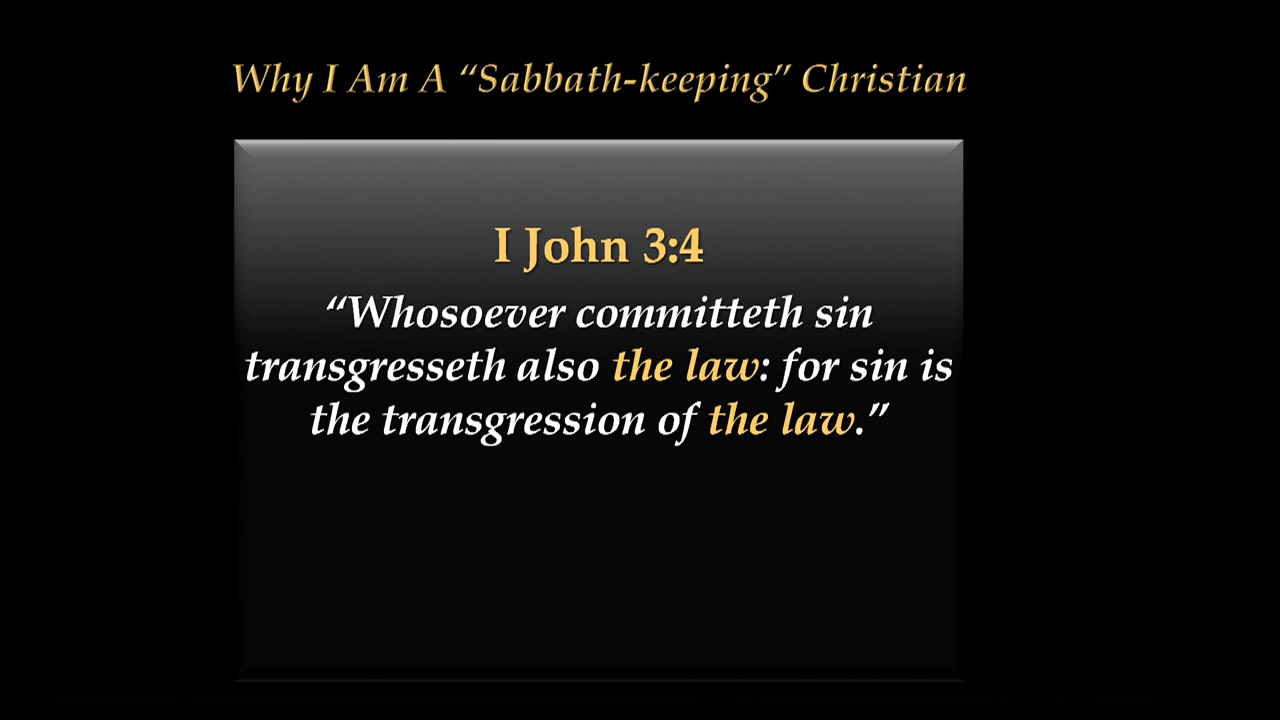 Why I Am A “Sabbath-keeping” Christian
I John 3:4
“Whosoever committeth sin
transgresseth also the law: for sin is
the transgression of the law.”